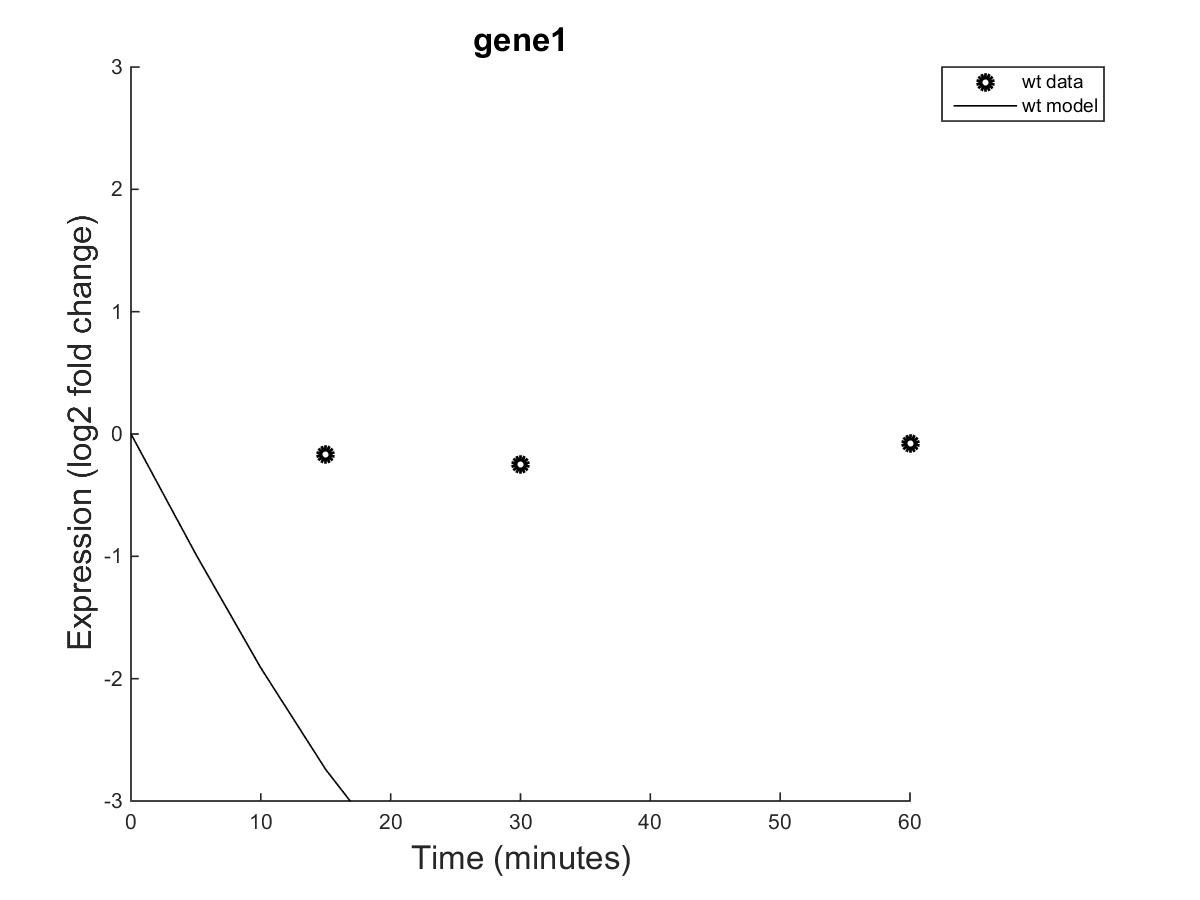 gene1
wt data
wt model
Expression (log2 fold change)
3
2
1
0
-1
-2
-3
0 10 20 30 40 50 60
Time (minutes)